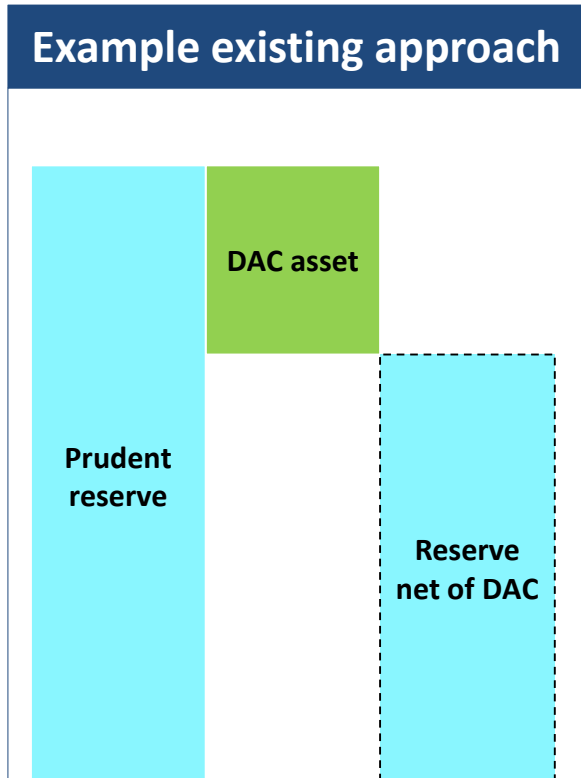 Example existing approach
DAC asset
Prudent
reserve
Reserve
net of DAC